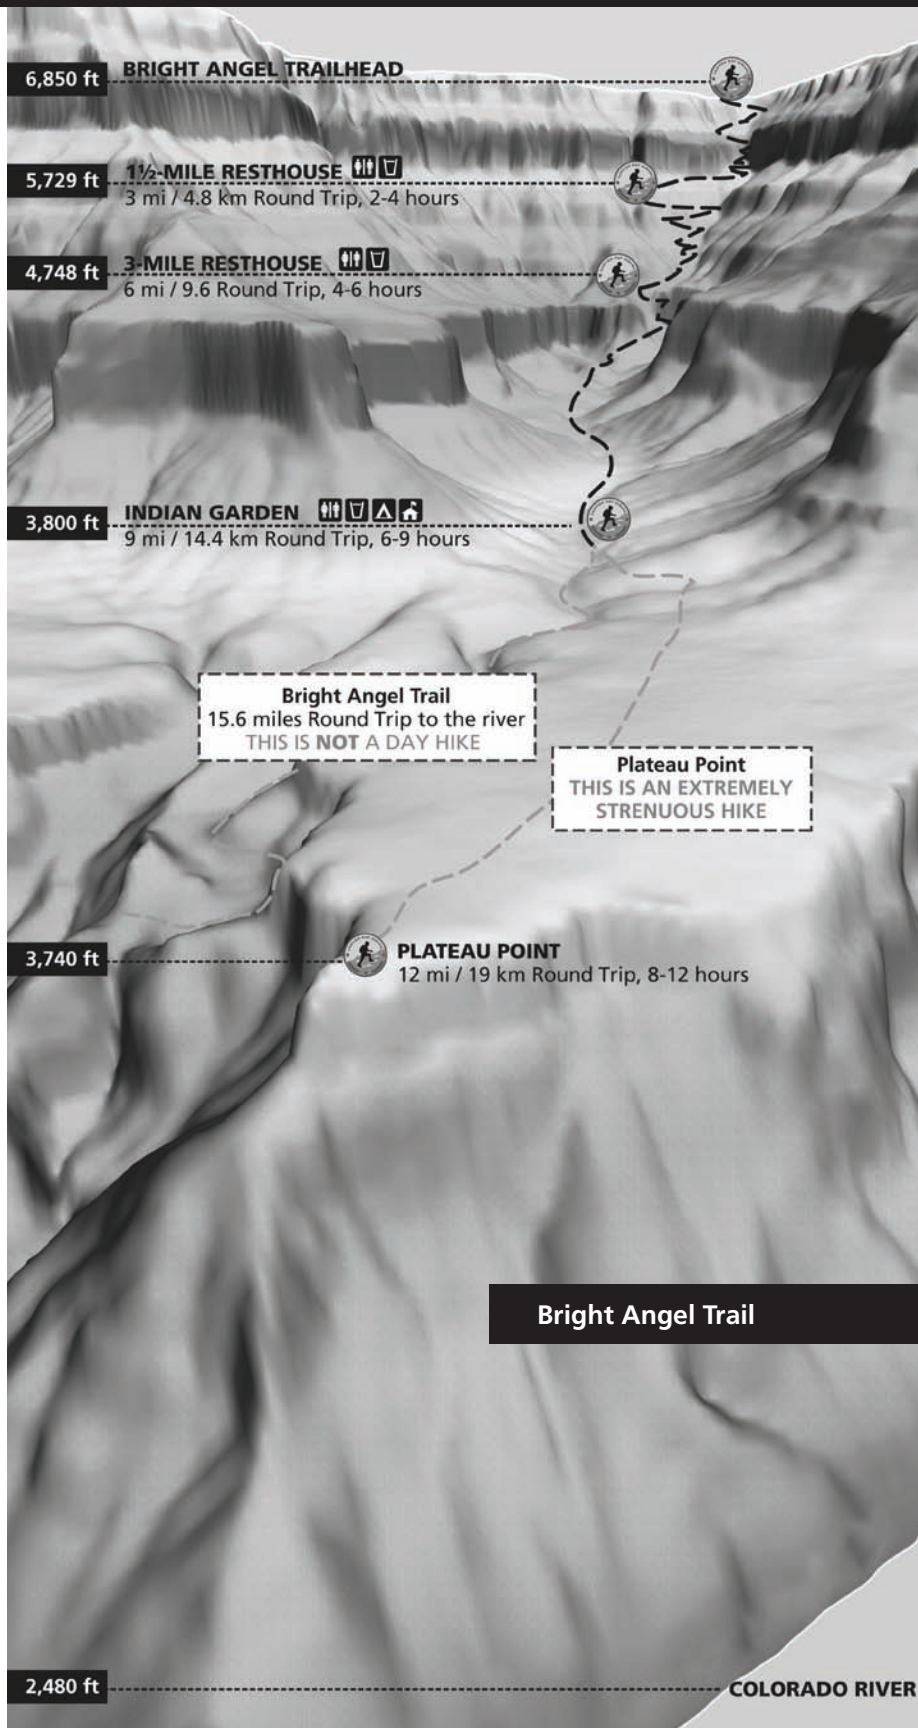 6,850 ft BRIGHT ANGEL TRAILHEAD
5,729 ft 1½-MILE RESTHOUSE
3 mi / 4.8 km Round Trip, 2-4 hours
4,748 ft 3-MILE RESTHOUSE
6 mi / 9.6 Round Trip, 4-6 hours
3,800 ft INDIAN GARDEN
9 mi / 14.4 km Round Trip, 6-9 hours
Bright Angel Trail
15.6 miles Round Trip to the river
THIS IS NOT A DAY HIKE
Plateau Point
THIS IS AN EXTREMELY
STRENUOUS HIKE
3,740 ft PLATEAU POINT
12 mi / 19 km Round Trip, 8-12 hours
Bright Angel Trail
2,480 ft COLORADO RIVER